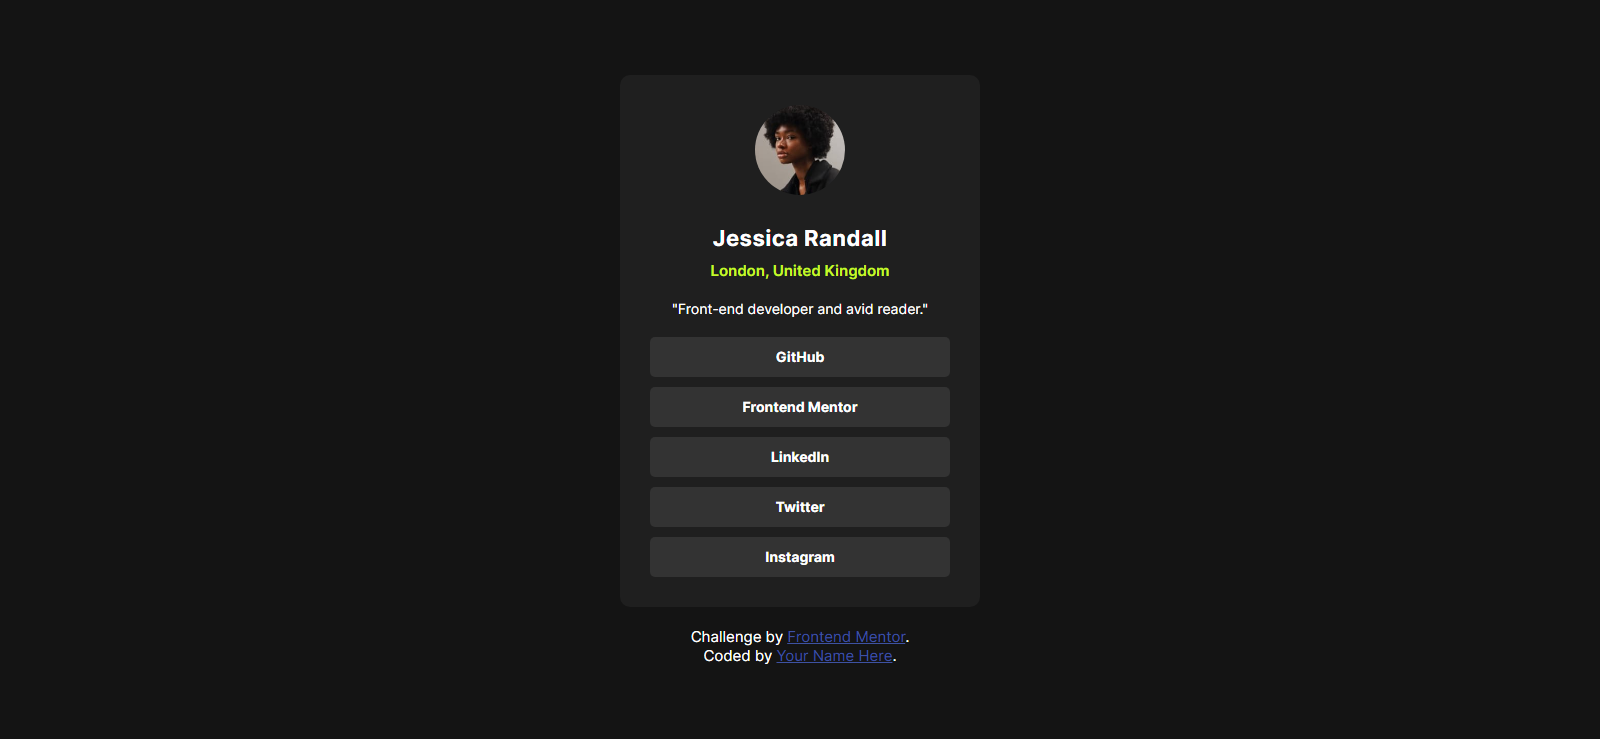 Jessica Randall
London, United Kingdom
"Front-end developer and avid reader."
GitHub
Frontend Mentor
LinkedIn
Twitter
Instagram
Challenge by Frontend Mentor.
Coded by Your Name Here.